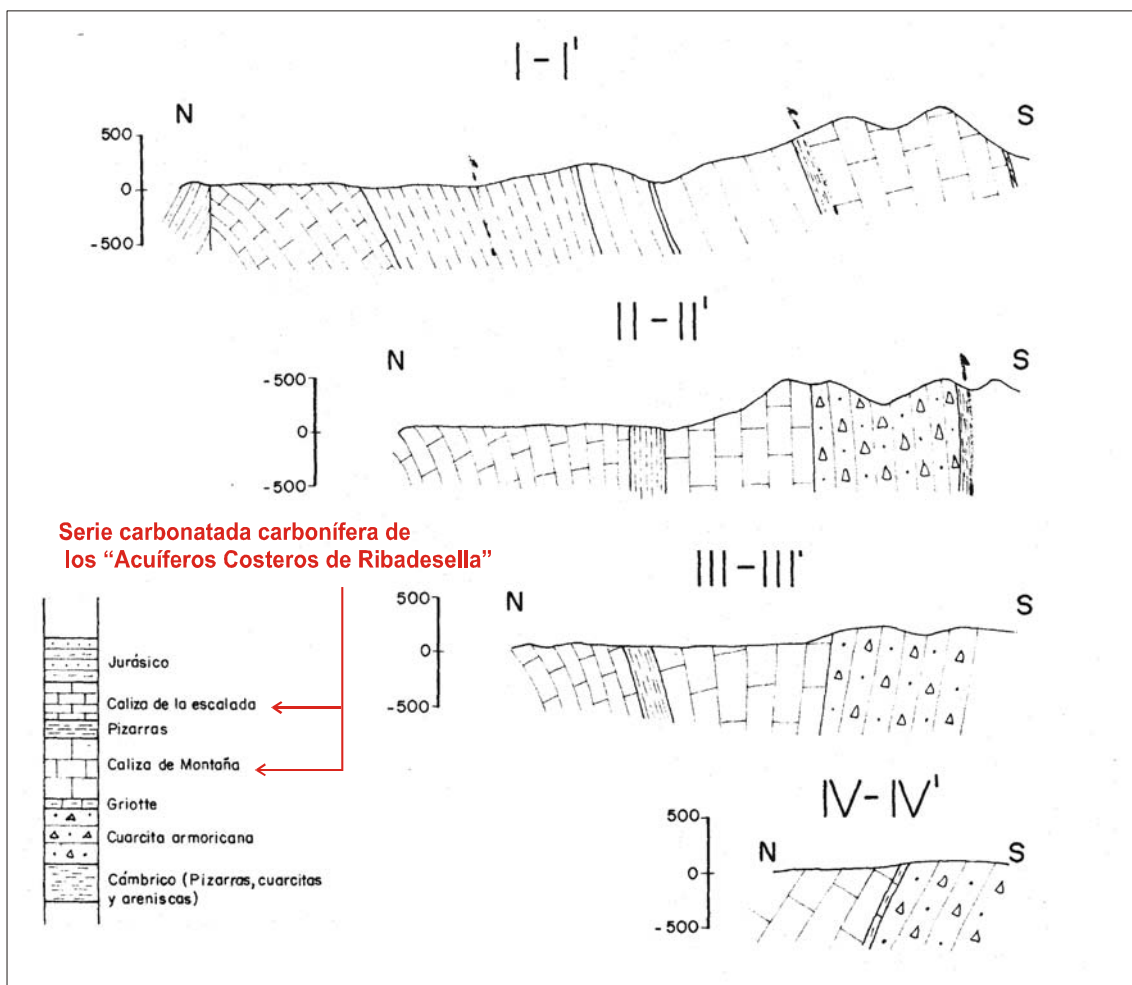 I - I'
N
S
500
0
-500
II - II'
N
S
-500
0
-500
Serie carbonatada carbonífera de
los “Acuíferos Costeros de Ribadesella”
III - III'
N
S
500
0
-500
Jurásico
Caliza de la escalada
Pizarras
Caliza de Montaña
Griotte
Cuarcita armoricana
Cámbrico (Pizarras, cuarcitas
y areniscas)
IV - IV'
N
S
500
0
-500